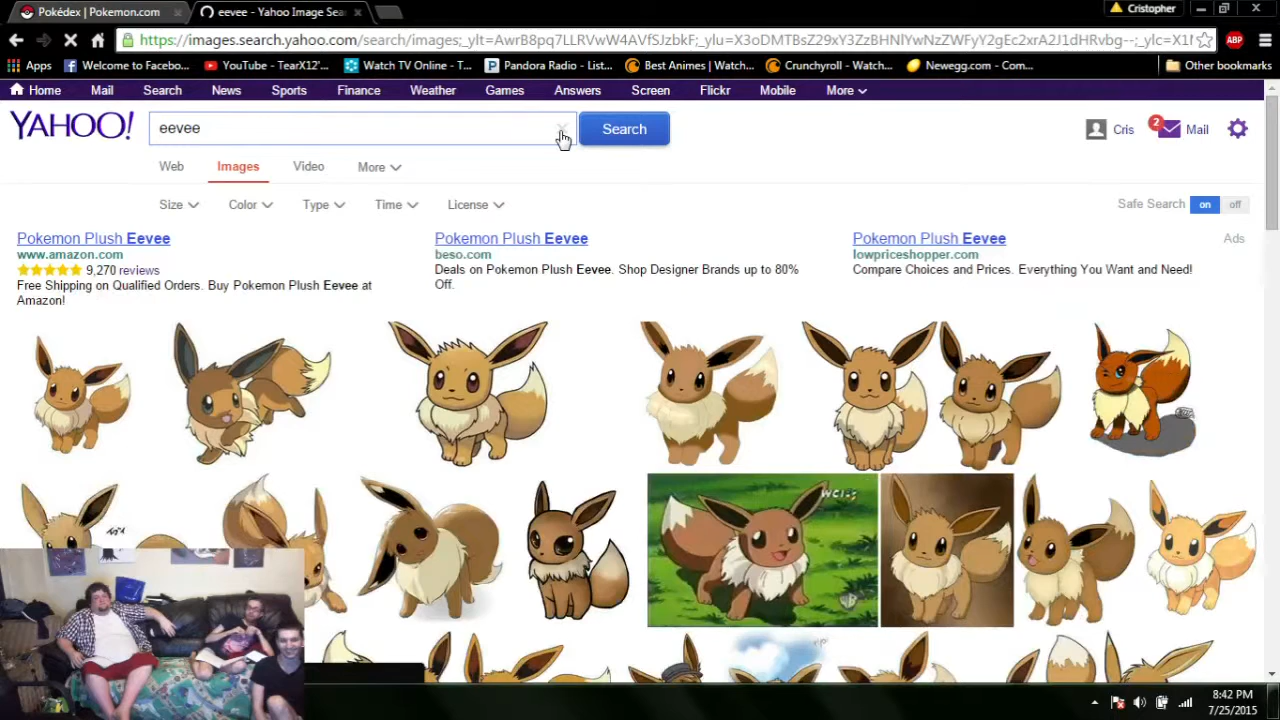 Pokédex | Pokemon.com
eevee - Yahoo Image Sea
Cristopher
https://images.search.yahoo.com/search/images;_ylt=AwrB8pq7LLRVwW4AVfSJzbkF;_ylu=X3oDMTBsZ29xY3ZzBHNlYwNzZWFyY2gEc2xrA2J1dHRvbg--;_ylc=X1M
ABP
Apps
Welcome to Facebo...
YouTube - TearX12'...
Watch TV Online - T...
Pandora Radio - List...
Best Animes | Watch...
Crunchyroll - Watch...
Newegg.com - Com...
Other bookmarks
Home Mail Search News Sports Finance Weather Games Answers Screen Flickr Mobile More
YAHOO!
eevee
Search
Cris
2
Mail
Web Images Video More
Size Color Type Time License
Safe Search on off
Pokemon Plush Eevee
www.amazon.com
9,270 reviews
Free Shipping on Qualified Orders. Buy Pokemon Plush Eevee at
Amazon!
Pokemon Plush Eevee
beso.com
Deals on Pokemon Plush Eevee. Shop Designer Brands up to 80%
Off.
Pokemon Plush Eevee
lowpriceshopper.com
Compare Choices and Prices. Everything You Want and Need!
Ads
8:42 PM
7/25/2015